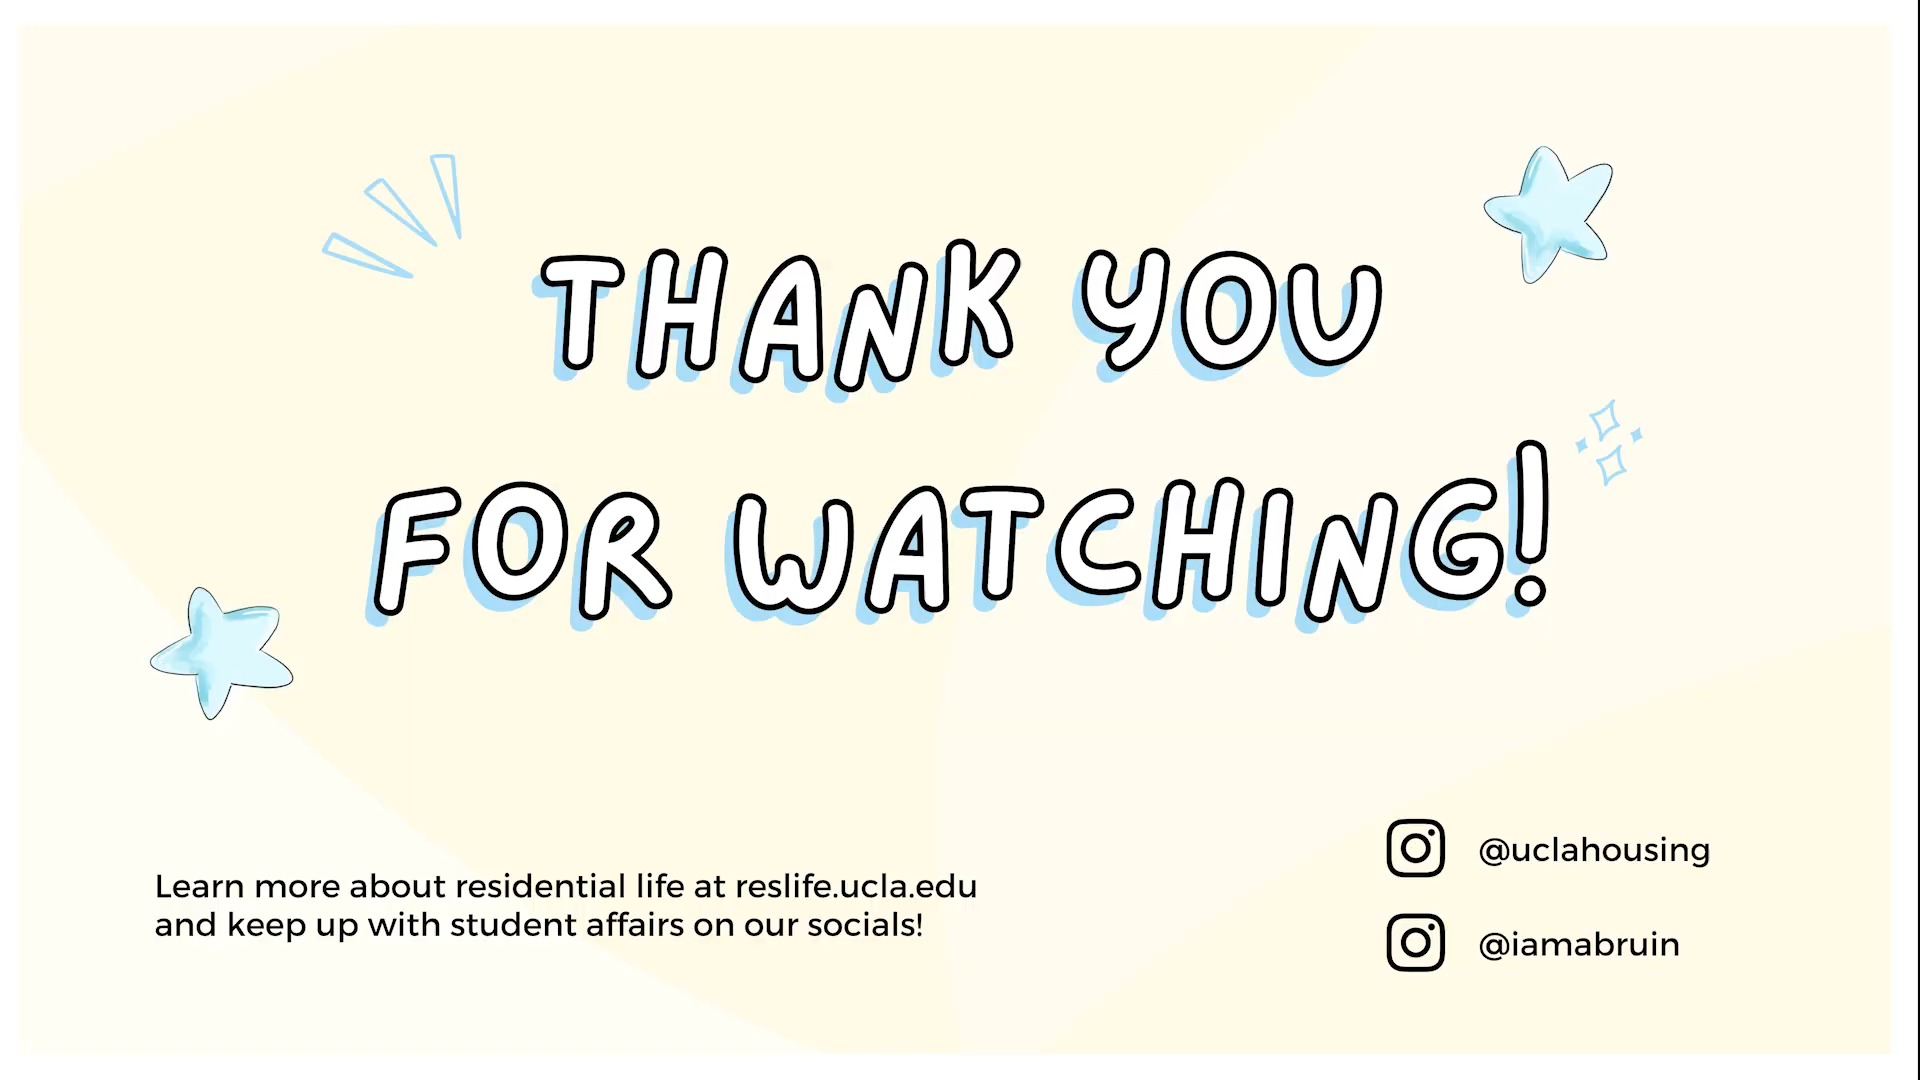 THANK YOU
FOR WATCHING!
Learn more about residential life at reslife.ucla.edu
and keep up with student affairs on our socials!
@uclahousing
@iamabruin